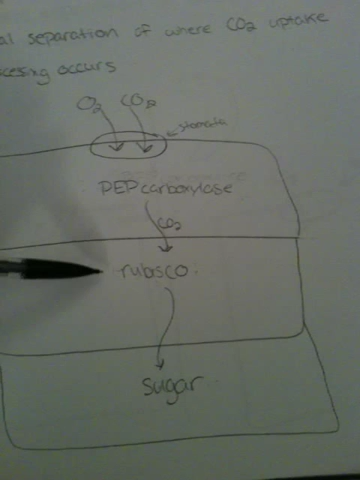 al separation of where CO2 uptake
cessing occurs
O2 CO2
stomata
PEP carboxylase
CO2
rubisco
sugar